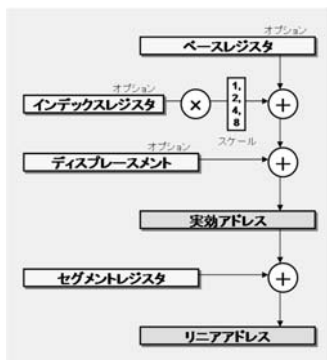 オプション
ベースレジスタ
オプション
インデックスレジスタ
×
1,
2,
4,
8
+
スケール
オプション
ディスプレースメント
+
実効アドレス
セグメントレジスタ
+
リニアアドレス